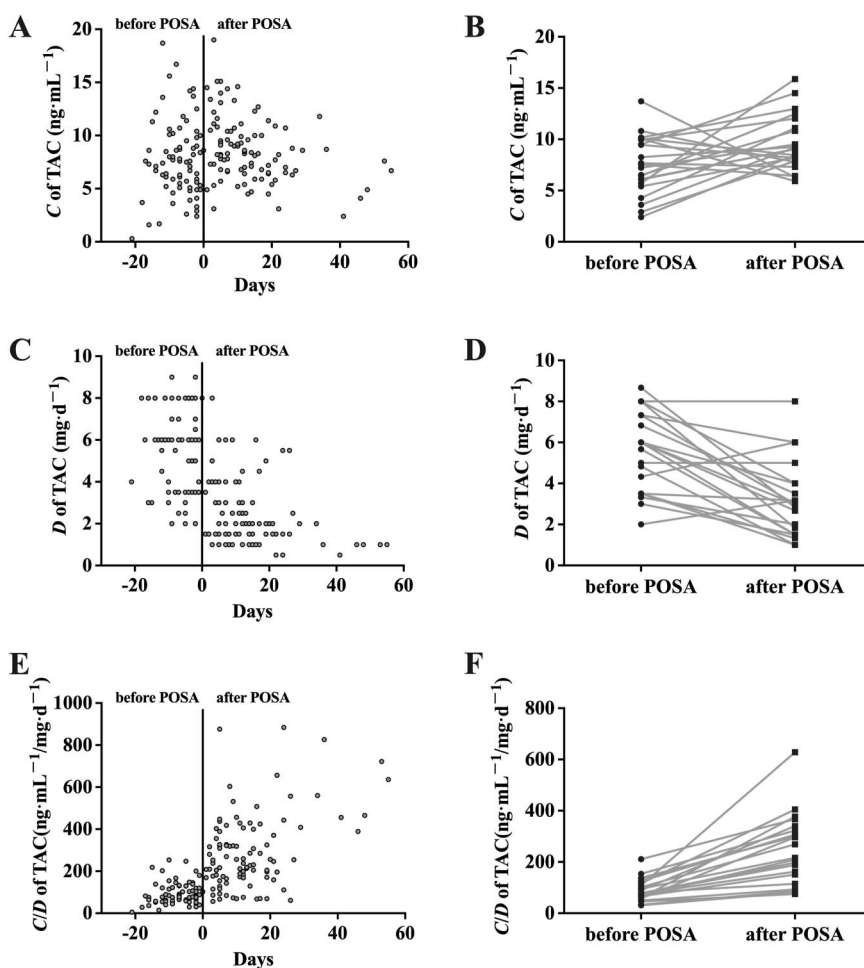 A
before POSA after POSA
C of TAC (ng·mL⁻¹)
20
15
10
5
0
-20 0 20 40 60
Days
B
C of TAC (ng·mL⁻¹)
20
15
10
5
0
before POSA after POSA
C
before POSA after POSA
D of TAC (mg·d⁻¹)
10
8
6
4
2
0
-20 0 20 40 60
Days
D
D of TAC (mg·d⁻¹)
10
8
6
4
2
0
before POSA after POSA
E
before POSA after POSA
C/D of TAC(ng·mL⁻¹/mg·d⁻¹)
1000
800
600
400
200
0
-20 0 20 40 60
Days
F
C/D of TAC(ng·mL⁻¹/mg·d⁻¹)
800
600
400
200
0
before POSA after POSA